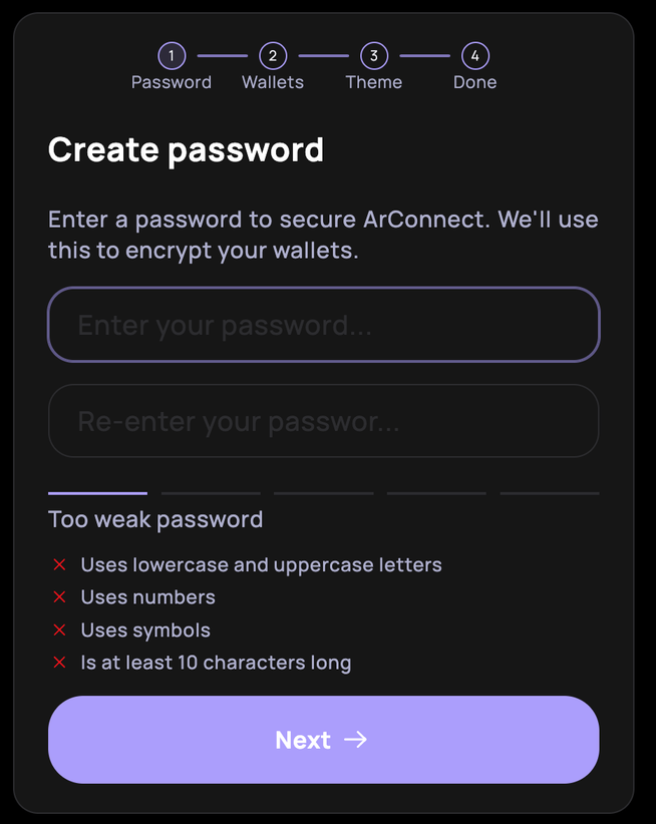 1 2 3 4
Password Wallets Theme Done
Create password
Enter a password to secure ArConnect. We'll use
this to encrypt your wallets.
Enter your password...
Re-enter your passwor...
Too weak password
Uses lowercase and uppercase letters
Uses numbers
Uses symbols
Is at least 10 characters long
Next →